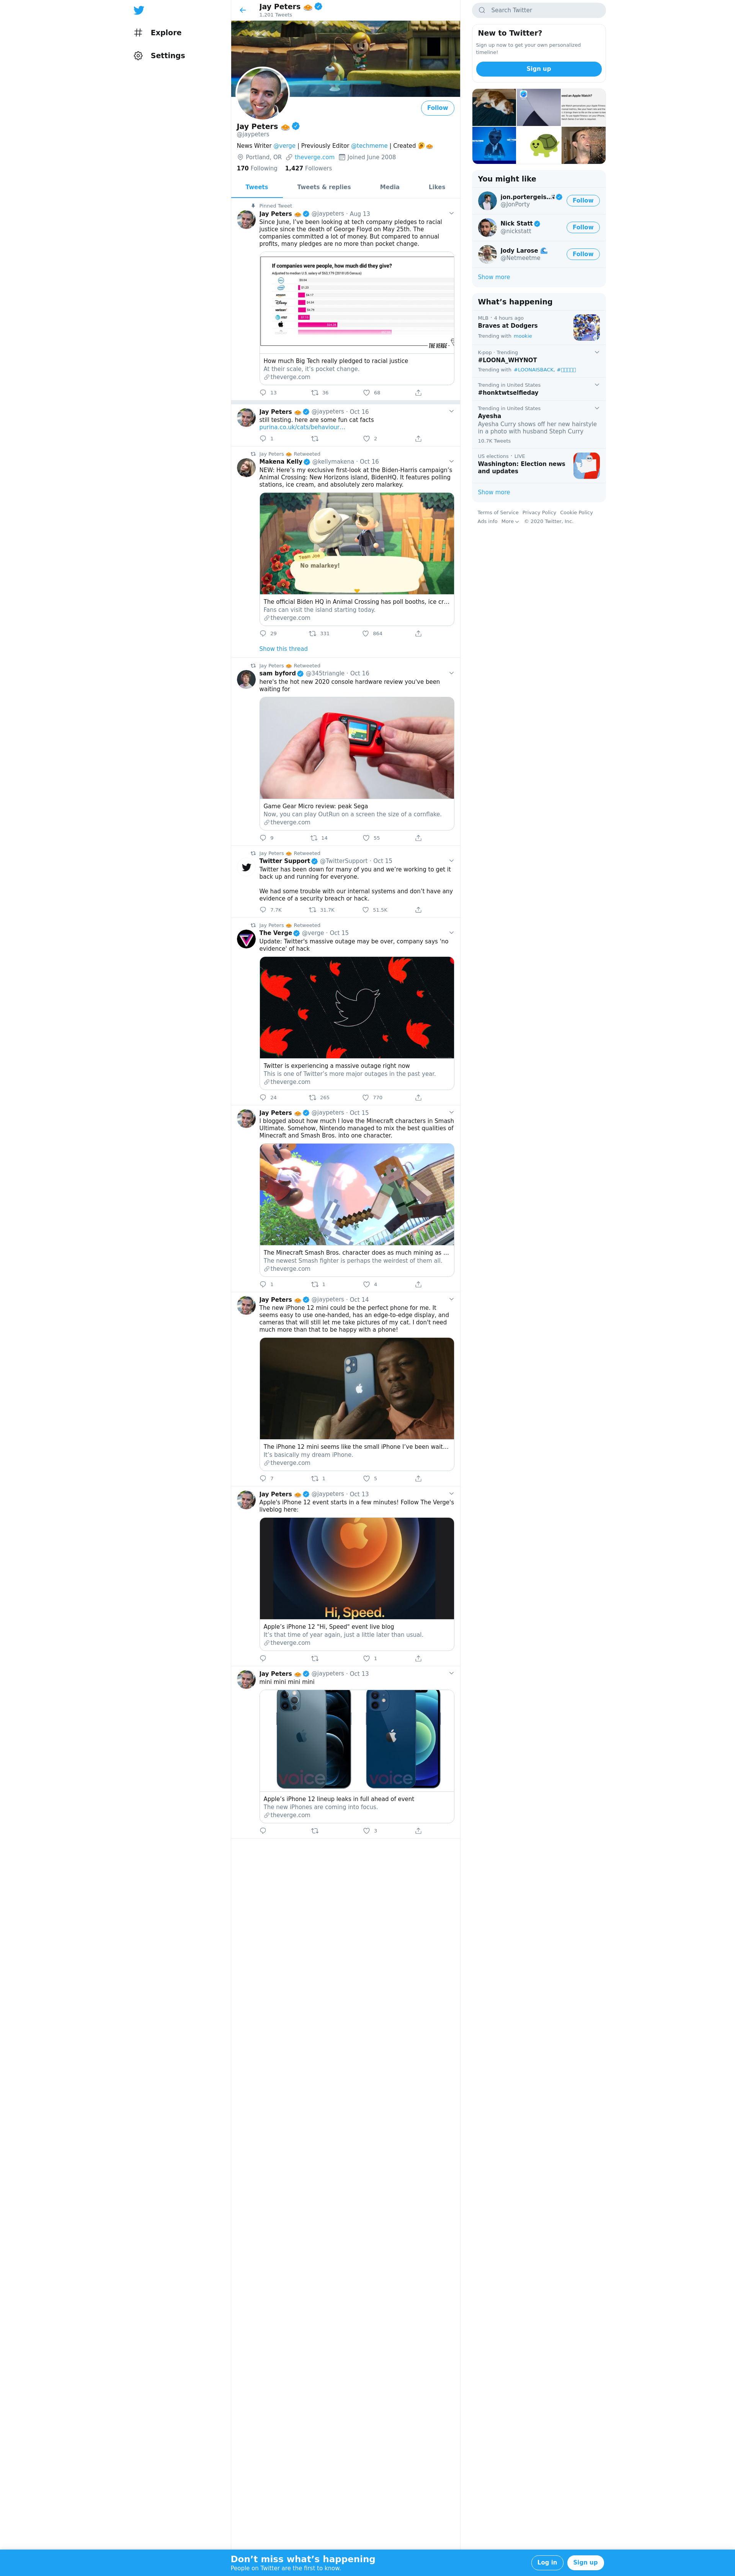 Jay Peters
1,201 Tweets
Explore
Settings
Follow
Jay Peters
@jaypeters
News Writer @verge | Previously Editor @techmeme | Created
Portland, OR theverge.com Joined June 2008
170 Following 1,427 Followers
Tweets Tweets & replies Media Likes
Pinned Tweet
Jay Peters @jaypeters · Aug 13
Since June, I've been looking at tech company pledges to racial
justice since the death of George Floyd on May 25th. The
companies committed a lot of money. But compared to annual
profits, many pledges are no more than pocket change.
If companies were people, how much did they give?
THE VERGE
How much Big Tech really pledged to racial justice
At their scale, it's pocket change.
theverge.com
13 36 68
Jay Peters @jaypeters · Oct 16
still testing. here are some fun cat facts
purina.co.uk/cats/behaviour…
1 2
Jay Peters Retweeted
Makena Kelly @kellymakena · Oct 16
NEW: Here's my exclusive first-look at the Biden-Harris campaign's
Animal Crossing: New Horizons island, BidenHQ. It features polling
stations, ice cream, and absolutely zero malarkey.
Team Joe
No malarkey!
The official Biden HQ in Animal Crossing has poll booths, ice cr…
Fans can visit the island starting today.
theverge.com
29 331 864
Show this thread
Jay Peters Retweeted
sam byford @345triangle · Oct 16
here's the hot new 2020 console hardware review you've been
waiting for
Game Gear Micro review: peak Sega
Now, you can play OutRun on a screen the size of a cornflake.
theverge.com
9 14 55
Jay Peters Retweeted
Twitter Support @TwitterSupport · Oct 15
Twitter has been down for many of you and we're working to get it
back up and running for everyone.
We had some trouble with our internal systems and don't have any
evidence of a security breach or hack.
7.7K 31.7K 51.5K
Jay Peters Retweeted
The Verge @verge · Oct 15
Update: Twitter's massive outage may be over, company says 'no
evidence' of hack
Twitter is experiencing a massive outage right now
This is one of Twitter's more major outages in the past year.
theverge.com
24 265 770
Jay Peters @jaypeters · Oct 15
I blogged about how much I love the Minecraft characters in Smash
Ultimate. Somehow, Nintendo managed to mix the best qualities of
Minecraft and Smash Bros. into one character.
The Minecraft Smash Bros. character does as much mining as …
The newest Smash fighter is perhaps the weirdest of them all.
theverge.com
1 1 4
Jay Peters @jaypeters · Oct 14
The new iPhone 12 mini could be the perfect phone for me. It
seems easy to use one-handed, has an edge-to-edge display, and
cameras that will still let me take pictures of my cat. I don't need
much more than that to be happy with a phone!
The iPhone 12 mini seems like the small iPhone I've been wait…
It's basically my dream iPhone.
theverge.com
7 1 5
Jay Peters @jaypeters · Oct 13
Apple's iPhone 12 event starts in a few minutes! Follow The Verge's
liveblog here:
Hi, Speed.
Apple's iPhone 12 "Hi, Speed" event live blog
It's that time of year again, just a little later than usual.
theverge.com
1
Jay Peters @jaypeters · Oct 13
mini mini mini mini
voice voice
Apple's iPhone 12 lineup leaks in full ahead of event
The new iPhones are coming into focus.
theverge.com
3
Search Twitter
New to Twitter?
Sign up now to get your own personalized
timeline!
Sign up
You might like
jon.portergeis…
@JonPorty
Follow
Nick Statt
@nickstatt
Follow
Jody Larose
@Netmeetme
Follow
Show more
What's happening
MLB · 4 hours ago
Braves at Dodgers
Trending with mookie
K-pop · Trending
#LOONA_WHYNOT
Trending with #LOONAISBACK, #
Trending in United States
#honktwtselfieday
Trending in United States
Ayesha
Ayesha Curry shows off her new hairstyle
in a photo with husband Steph Curry
10.7K Tweets
US elections · LIVE
Washington: Election news
and updates
Show more
Terms of Service Privacy Policy Cookie Policy
Ads info More © 2020 Twitter, Inc.
Don't miss what's happening
People on Twitter are the first to know.
Log in Sign up